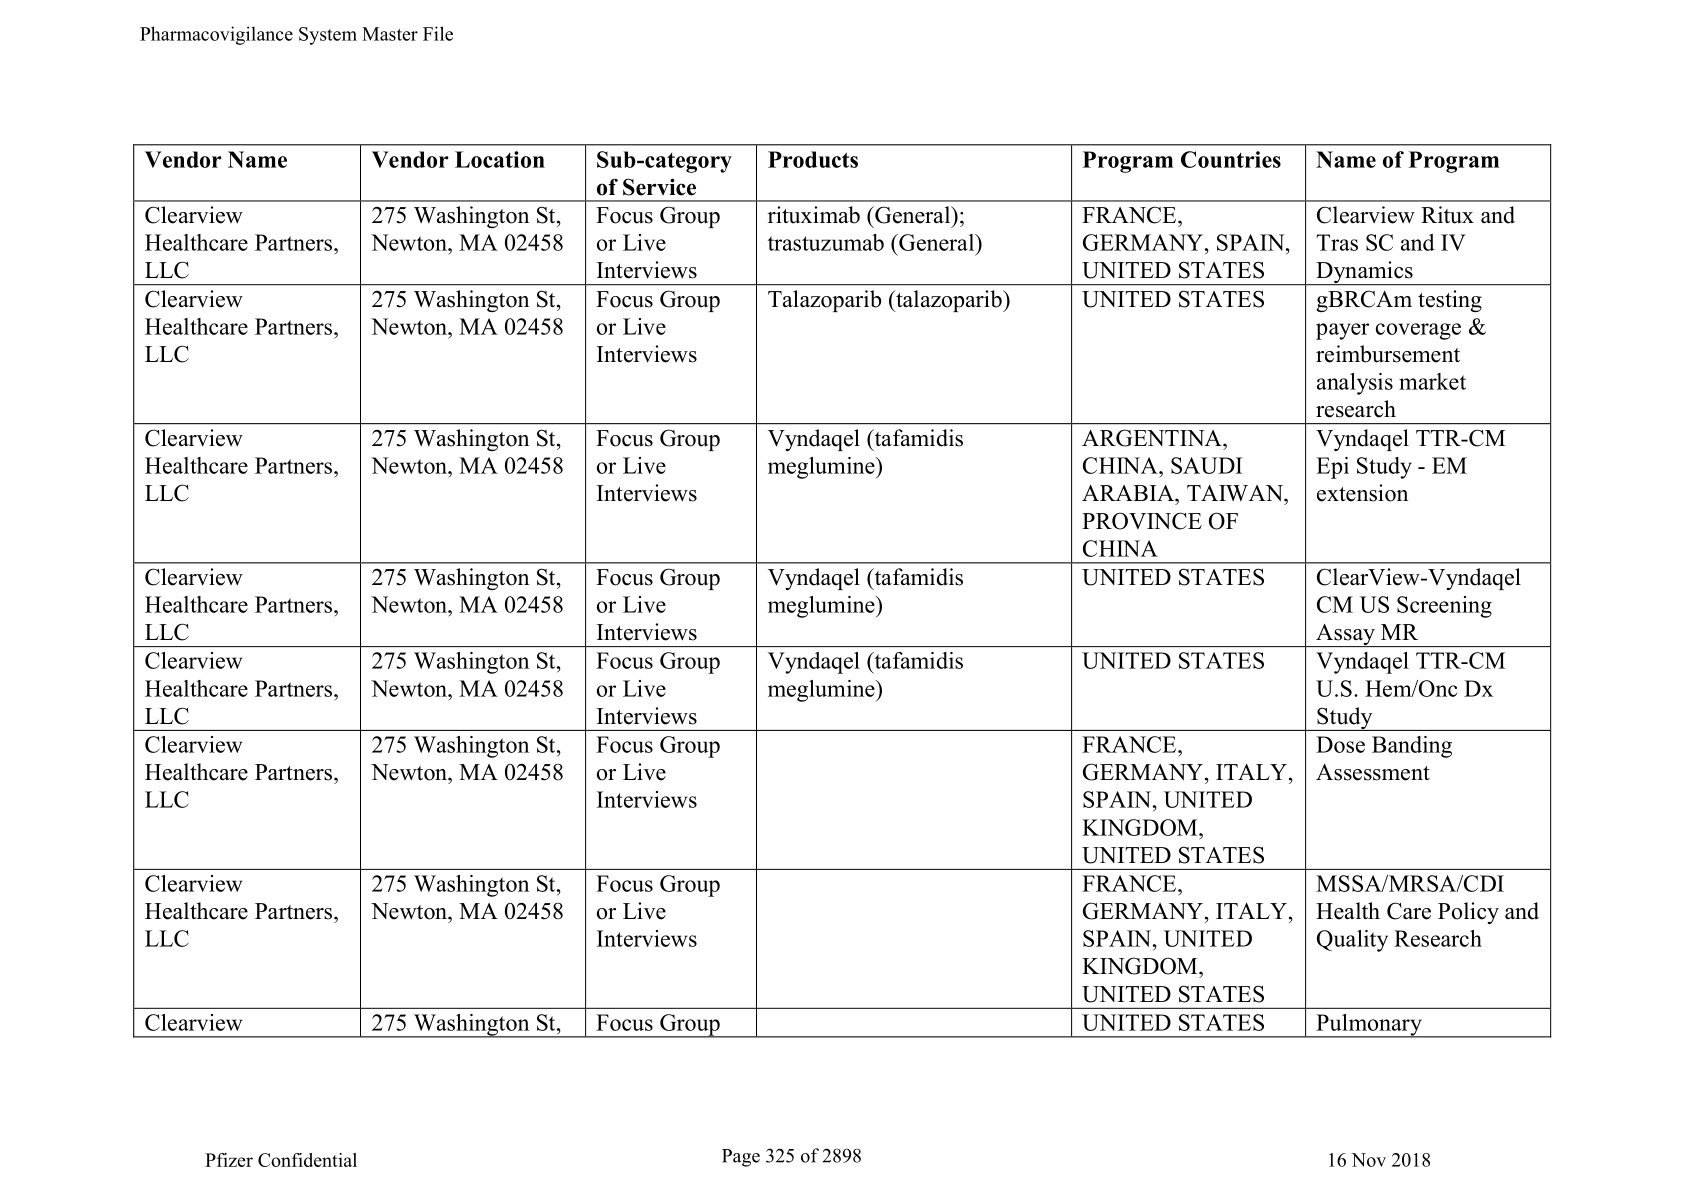 Pharmacovigilance System Master File
Vendor Name Vendor Location Sub-category of Service Products Program Countries Name of Program
Clearview Healthcare Partners, LLC 275 Washington St, Newton, MA 02458 Focus Group or Live Interviews rituximab (General); trastuzumab (General) FRANCE, GERMANY, SPAIN, UNITED STATES Clearview Ritux and Tras SC and IV Dynamics
Clearview Healthcare Partners, LLC 275 Washington St, Newton, MA 02458 Focus Group or Live Interviews Talazoparib (talazoparib) UNITED STATES gBRCAm testing payer coverage & reimbursement analysis market research
Clearview Healthcare Partners, LLC 275 Washington St, Newton, MA 02458 Focus Group or Live Interviews Vyndaqel (tafamidis meglumine) ARGENTINA, CHINA, SAUDI ARABIA, TAIWAN, PROVINCE OF CHINA Vyndaqel TTR-CM Epi Study - EM extension
Clearview Healthcare Partners, LLC 275 Washington St, Newton, MA 02458 Focus Group or Live Interviews Vyndaqel (tafamidis meglumine) UNITED STATES ClearView-Vyndaqel CM US Screening Assay MR
Clearview Healthcare Partners, LLC 275 Washington St, Newton, MA 02458 Focus Group or Live Interviews Vyndaqel (tafamidis meglumine) UNITED STATES Vyndaqel TTR-CM U.S. Hem/Onc Dx Study
Clearview Healthcare Partners, LLC 275 Washington St, Newton, MA 02458 Focus Group or Live Interviews FRANCE, GERMANY, ITALY, SPAIN, UNITED KINGDOM, UNITED STATES Dose Banding Assessment
Clearview Healthcare Partners, LLC 275 Washington St, Newton, MA 02458 Focus Group or Live Interviews FRANCE, GERMANY, ITALY, SPAIN, UNITED KINGDOM, UNITED STATES MSSA/MRSA/CDI Health Care Policy and Quality Research
Clearview 275 Washington St, Focus Group UNITED STATES Pulmonary
Pfizer Confidential Page 325 of 2898 16 Nov 2018